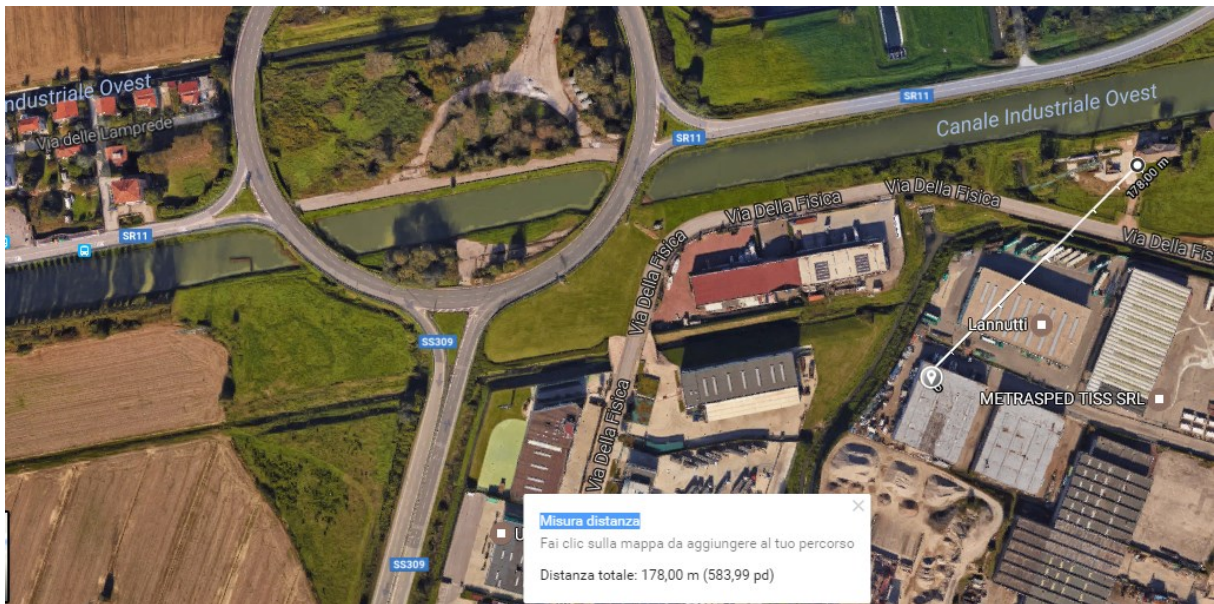 ndustriale Ovest
Via delle Lamprede
SR11
SR11
SR11
Canale Industriale Ovest
178,00 m
Via Della Fisica
Via Della Fisica
Via Della Fis
Via Della Fisica
Lannutti
SS309
METRASPED TISS SRL
Via Della Fisica
U
SS309
Misura distanza
Fai clic sulla mappa da aggiungere al tuo percorso
Distanza totale: 178,00 m (583,99 pd)